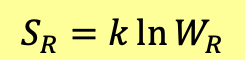 S_R = k ln W_R